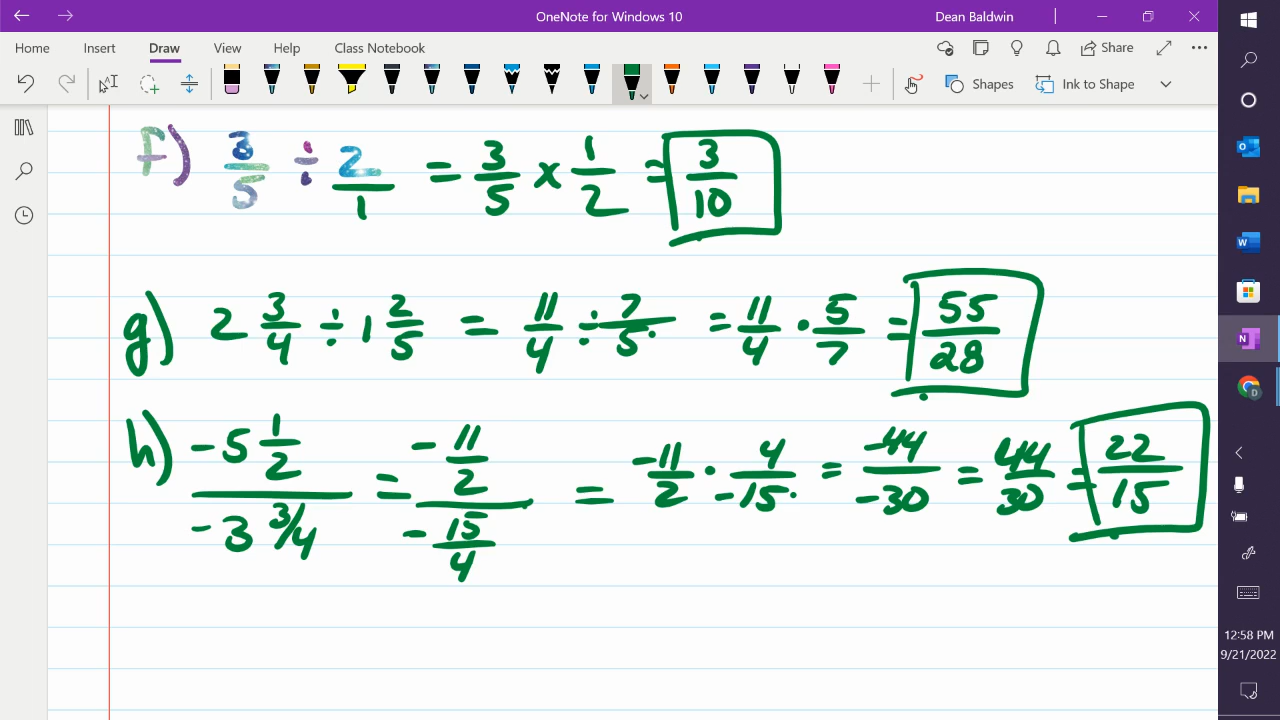 OneNote for Windows 10
Dean Baldwin
Home Insert Draw View Help Class Notebook
Share
Shapes Ink to Shape
f) 3/5 ÷ 2/1 = 3/5 x 1/2 = 3/10
g) 2 3/4 ÷ 1 2/5 = 11/4 ÷ 7/5 = 11/4 · 5/7 = 55/28
h) -5 1/2 / -3 3/4 = -11/2 / -15/4 = -11/2 · 4/-15 = -44/-30 = 44/30 = 22/15
12:58 PM
9/21/2022